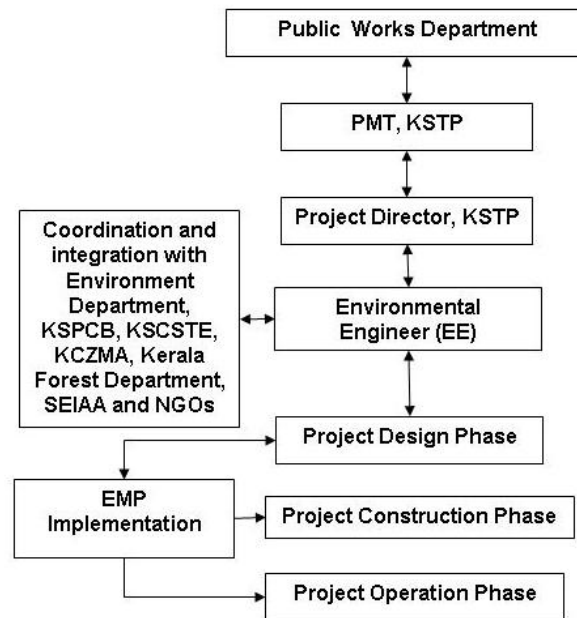 Public Works Department
PMT, KSTP
Project Director, KSTP
Coordination and
integration with
Environment
Department,
KSPCB, KSCSTE,
KCZMA, Kerala
Forest Department,
SEIAA and NGOs
Environmental
Engineer (EE)
Project Design Phase
EMP
Implementation
Project Construction Phase
Project Operation Phase